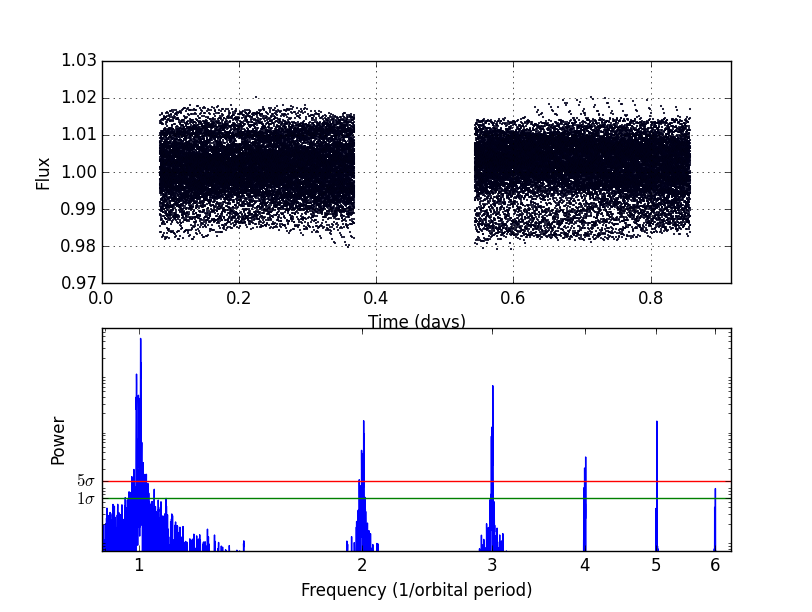 1.03
1.02
1.01
1.00
0.99
0.98
0.97
Flux
0.0 0.2 0.4 0.6 0.8
Time (days)
Power
5σ
1σ
1 2 3 4 5 6
Frequency (1/orbital period)